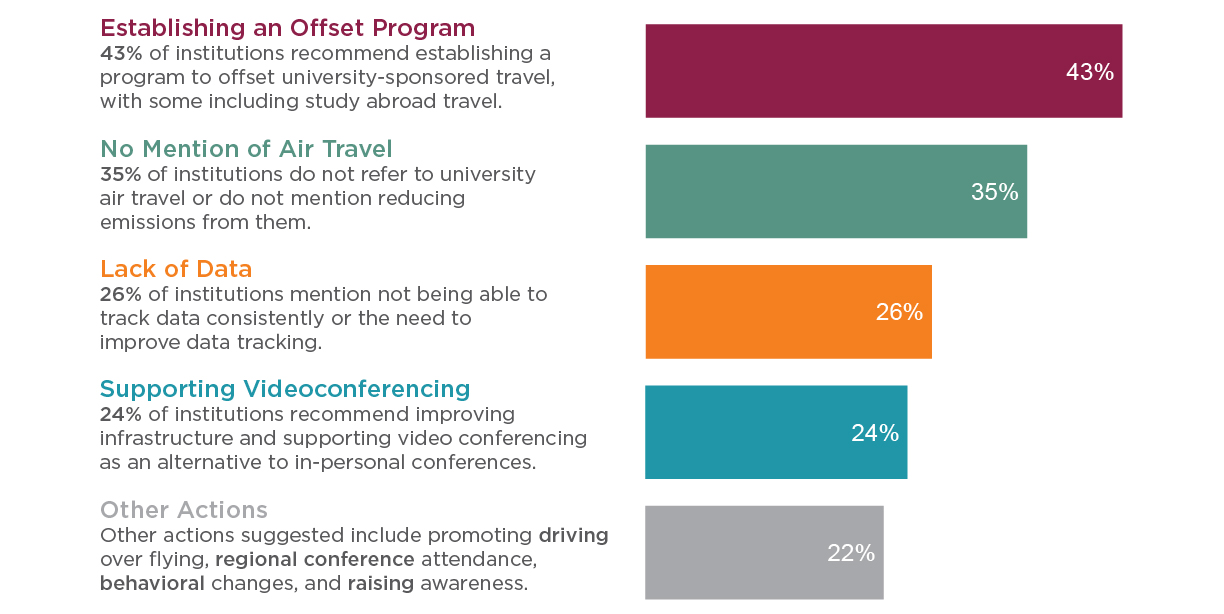 Establishing an Offset Program
43% of institutions recommend establishing a
program to offset university-sponsored travel,
with some including study abroad travel.
43%
No Mention of Air Travel
35% of institutions do not refer to university
air travel or do not mention reducing
emissions from them.
35%
Lack of Data
26% of institutions mention not being able to
track data consistently or the need to
improve data tracking.
26%
Supporting Videoconferencing
24% of institutions recommend improving
infrastructure and supporting video conferencing
as an alternative to in-personal conferences.
24%
Other Actions
Other actions suggested include promoting driving
over flying, regional conference attendance,
behavioral changes, and raising awareness.
22%